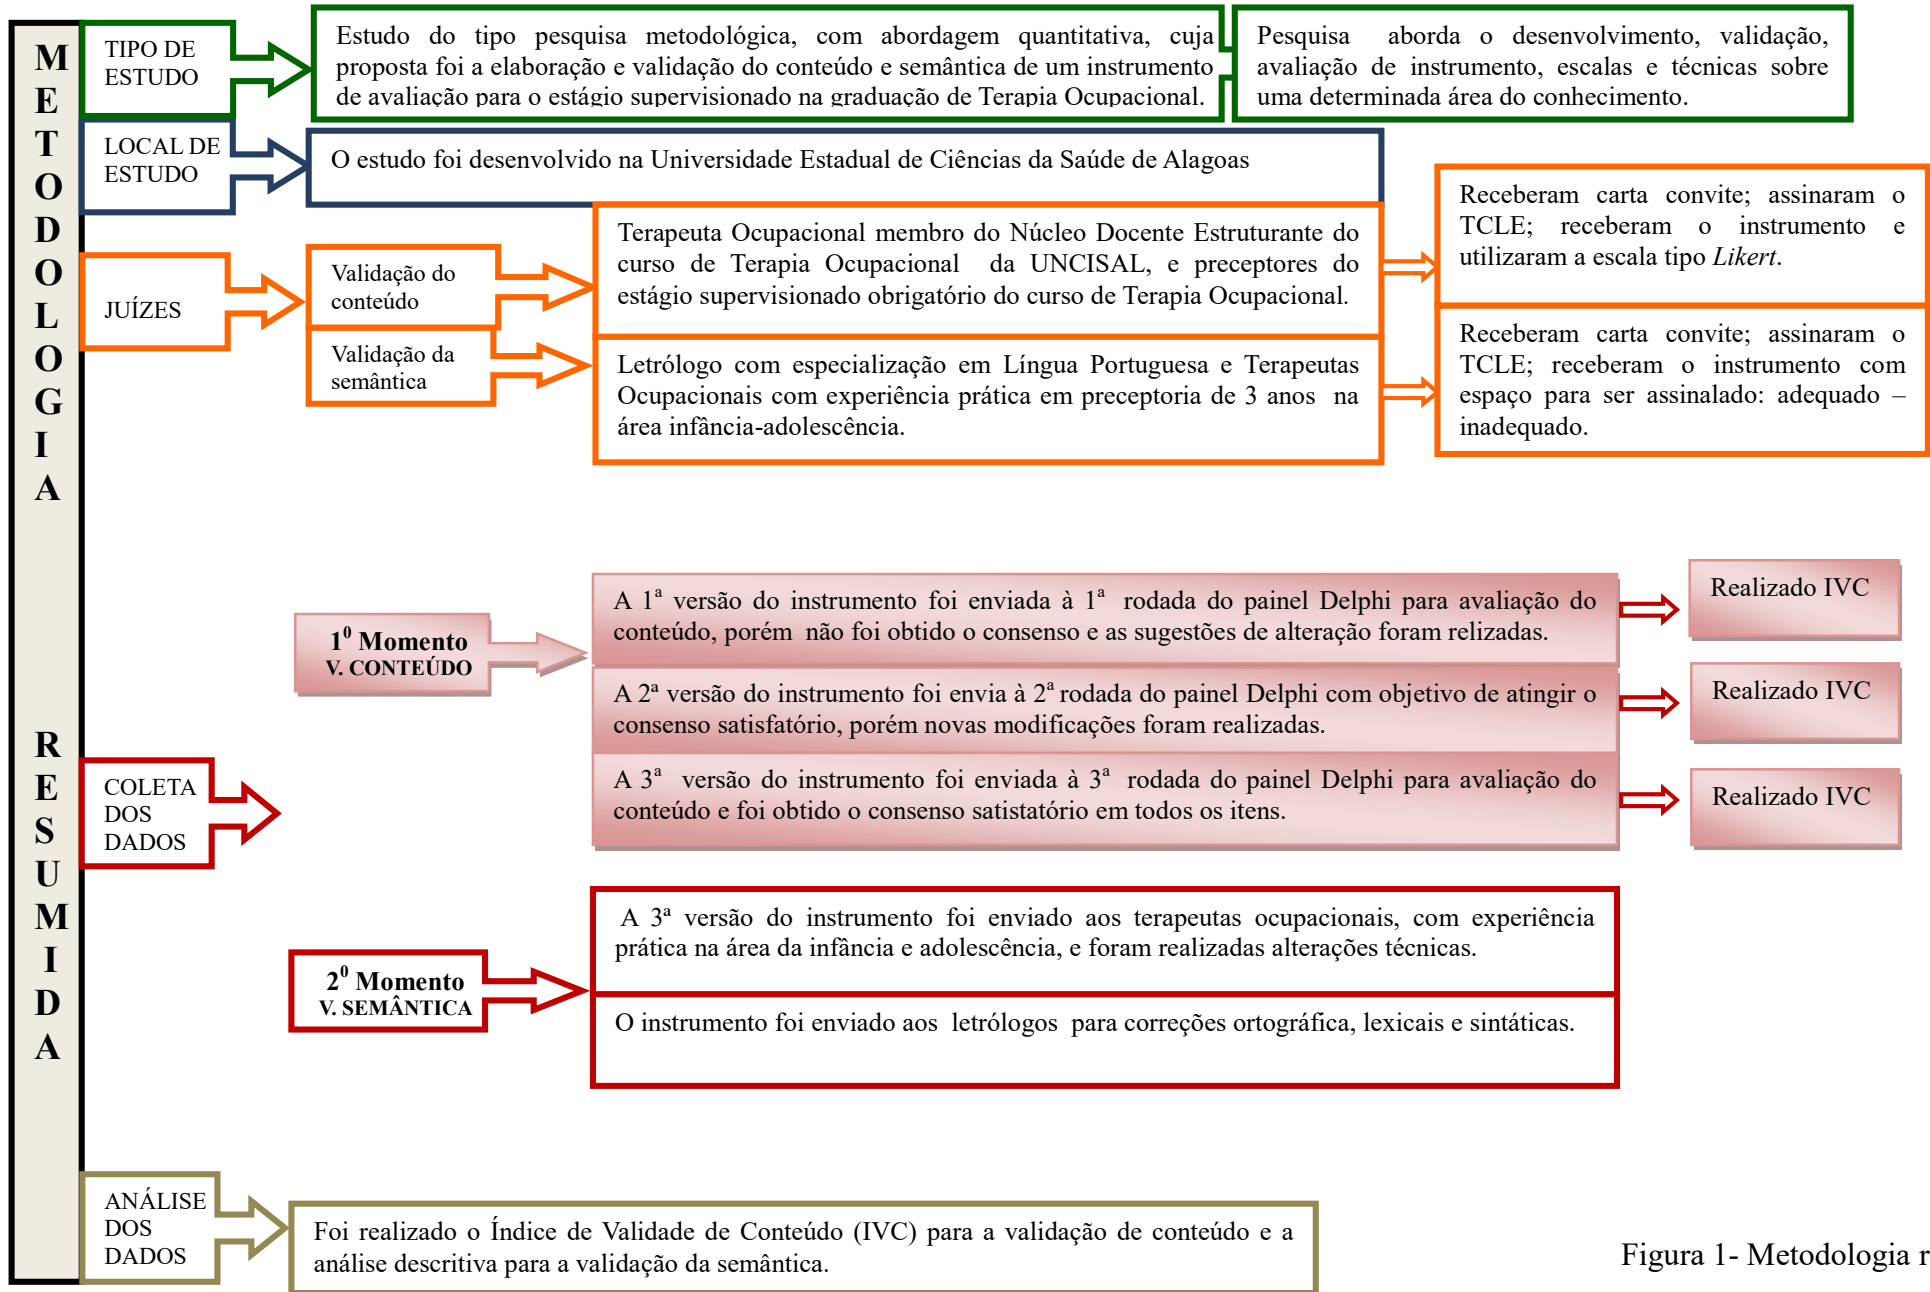 METODOLOGIA RESUMIDA
TIPO DE
ESTUDO
Estudo do tipo pesquisa metodológica, com abordagem quantitativa, cuja
proposta foi a elaboração e validação do conteúdo e semântica de um instrumento
de avaliação para o estágio supervisionado na graduação de Terapia Ocupacional.
Pesquisa aborda o desenvolvimento, validação,
avaliação de instrumento, escalas e técnicas sobre
uma determinada área do conhecimento.
LOCAL DE
ESTUDO
O estudo foi desenvolvido na Universidade Estadual de Ciências da Saúde de Alagoas
JUÍZES
Validação do
conteúdo
Terapeuta Ocupacional membro do Núcleo Docente Estruturante do
curso de Terapia Ocupacional da UNCISAL, e preceptores do
estágio supervisionado obrigatório do curso de Terapia Ocupacional.
Receberam carta convite; assinaram o
TCLE; receberam o instrumento e
utilizaram a escala tipo Likert.
Validação da
semântica
Letrólogo com especialização em Língua Portuguesa e Terapeutas
Ocupacionais com experiência prática em preceptoria de 3 anos na
área infância-adolescência.
Receberam carta convite; assinaram o
TCLE; receberam o instrumento com
espaço para ser assinalado: adequado –
inadequado.
COLETA
DOS
DADOS
1⁰ Momento
V. CONTEÚDO
A 1ª versão do instrumento foi enviada à 1ª rodada do painel Delphi para avaliação do
conteúdo, porém não foi obtido o consenso e as sugestões de alteração foram relizadas.
Realizado IVC
A 2ª versão do instrumento foi envia à 2ª rodada do painel Delphi com objetivo de atingir o
consenso satisfatório, porém novas modificações foram realizadas.
Realizado IVC
A 3ª versão do instrumento foi enviada à 3ª rodada do painel Delphi para avaliação do
conteúdo e foi obtido o consenso satistatório em todos os itens.
Realizado IVC
2⁰ Momento
V. SEMÂNTICA
A 3ª versão do instrumento foi enviado aos terapeutas ocupacionais, com experiência
prática na área da infância e adolescência, e foram realizadas alterações técnicas.
O instrumento foi enviado aos letrólogos para correções ortográfica, lexicais e sintáticas.
ANÁLISE
DOS
DADOS
Foi realizado o Índice de Validade de Conteúdo (IVC) para a validação de conteúdo e a
análise descritiva para a validação da semântica.
Figura 1- Metodologia r